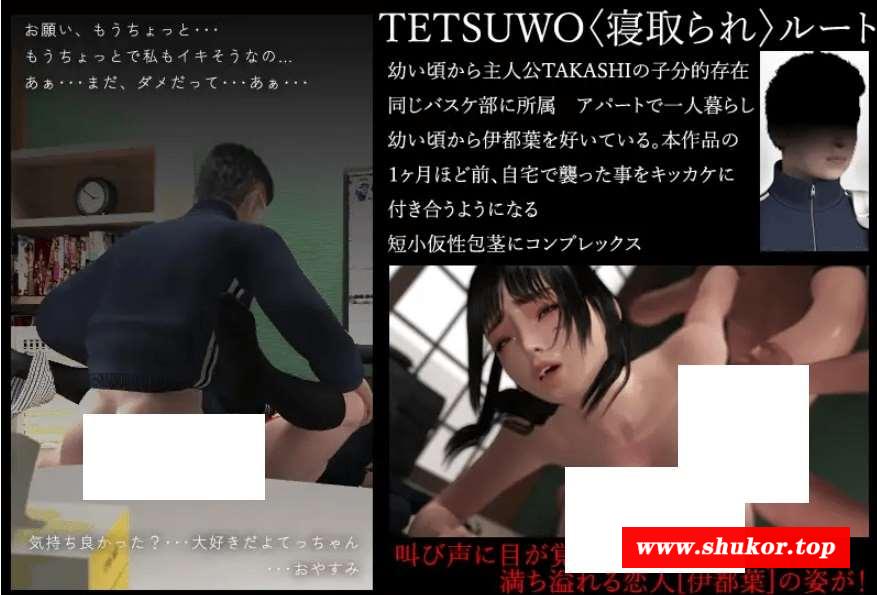 お願い、もうちょっと･･･
もうちょっとで私もイキそうなの…
あぁ･･･まだ、ダメだって･･･あぁ･･･
気持ち良かった？･･･大好きだよてっちゃん
･･･おやすみ
TETSUWO〈寝取られ〉ルート
幼い頃から主人公TAKASHIの子分的存在
同じバスケ部に所属　アパートで一人暮らし
幼い頃から伊都葉を好いている。本作品の
1ヶ月ほど前、自宅で襲った事をキッカケに
付き合うようになる
短小仮性包茎にコンプレックス
叫び声に目が覚
www.shukor.top
満ち溢れる恋人[伊都葉]の姿が！